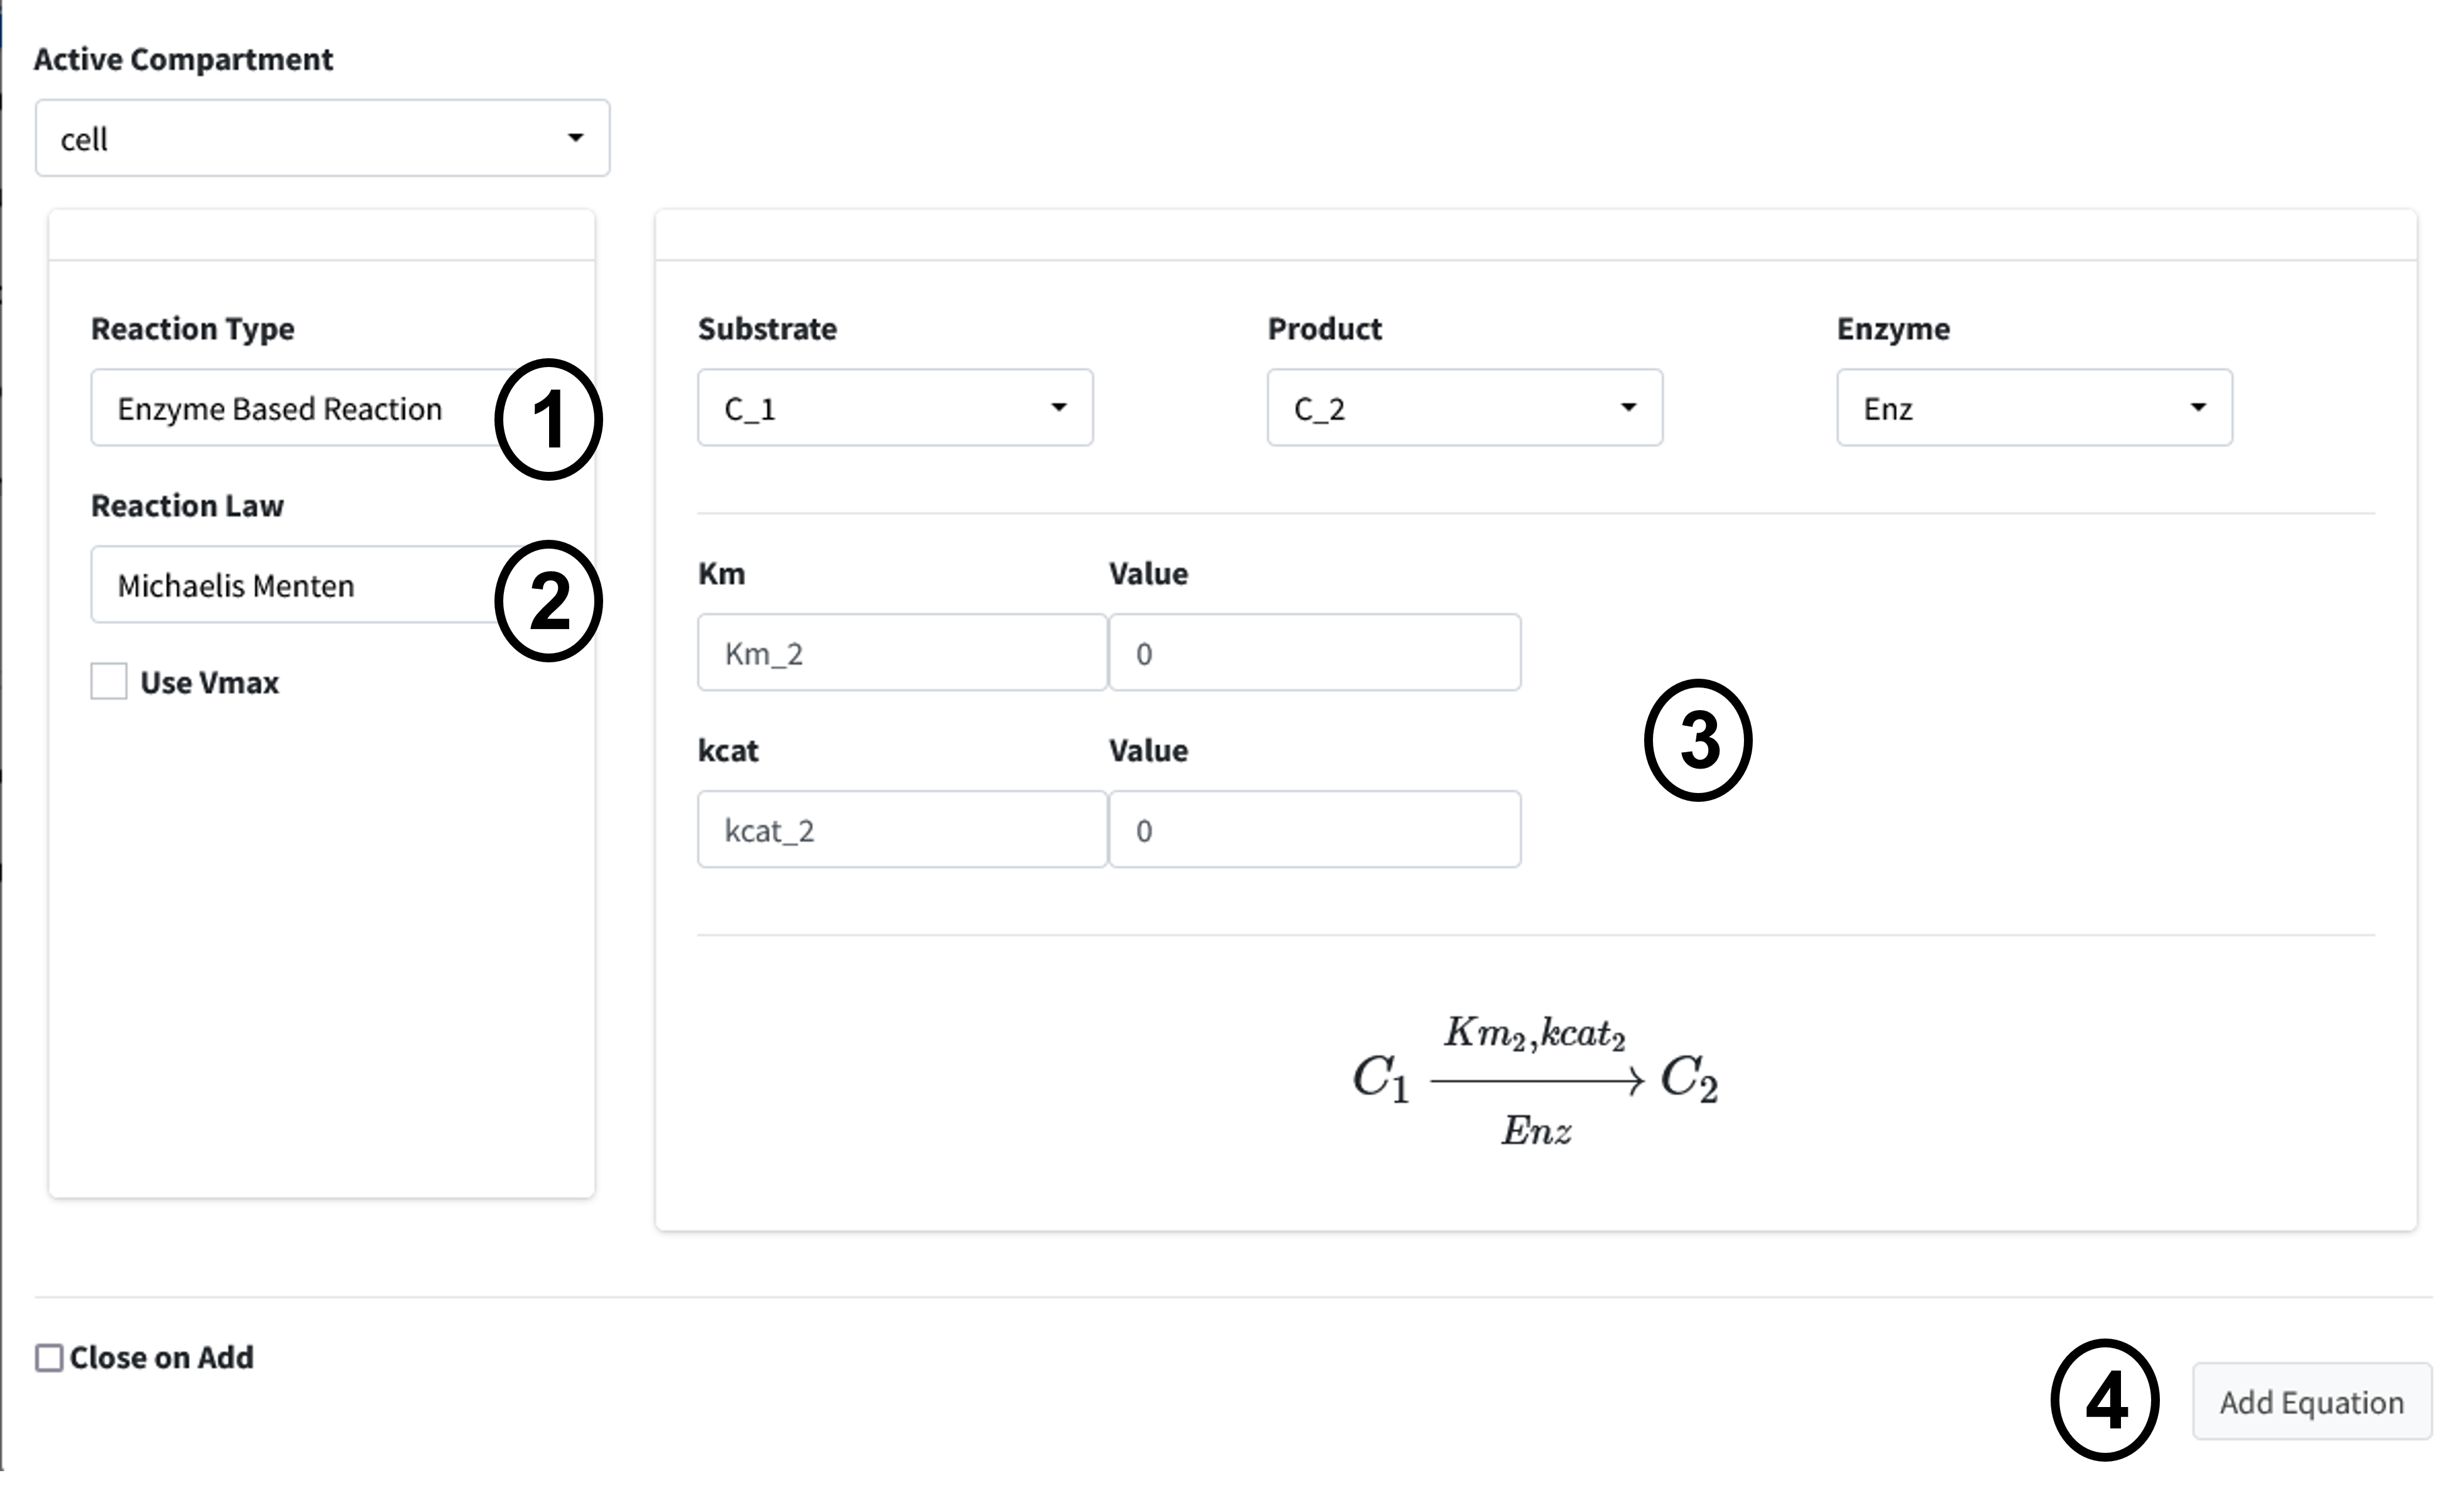 Active Compartment
cell
Reaction Type
Enzyme Based Reaction
1
Reaction Law
Michaelis Menten
2
Use Vmax
Substrate Product Enzyme
C_1 C_2 Enz
Km Value
Km_2 0
kcat Value
kcat_2 0
3
Km₂,kcat₂
C₁ ⟶ C₂
Enz
Close on Add
4 Add Equation